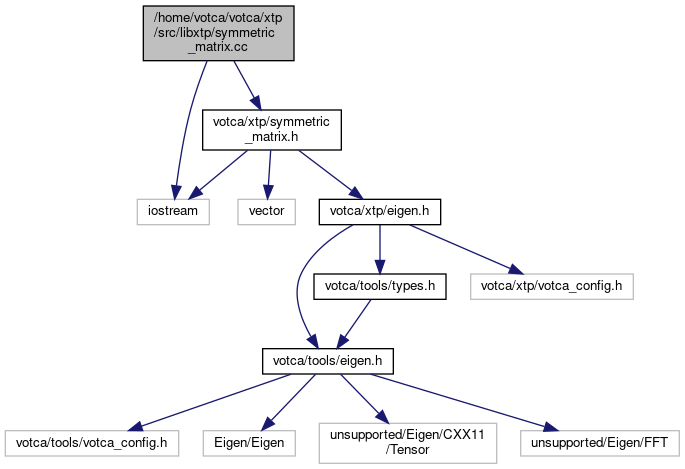 /home/votca/votca/xtp
/src/libxtp/symmetric
_matrix.cc
votca/xtp/symmetric
_matrix.h
iostream
vector
votca/xtp/eigen.h
votca/tools/types.h
votca/xtp/votca_config.h
votca/tools/eigen.h
votca/tools/votca_config.h
Eigen/Eigen
unsupported/Eigen/CXX11
/Tensor
unsupported/Eigen/FFT